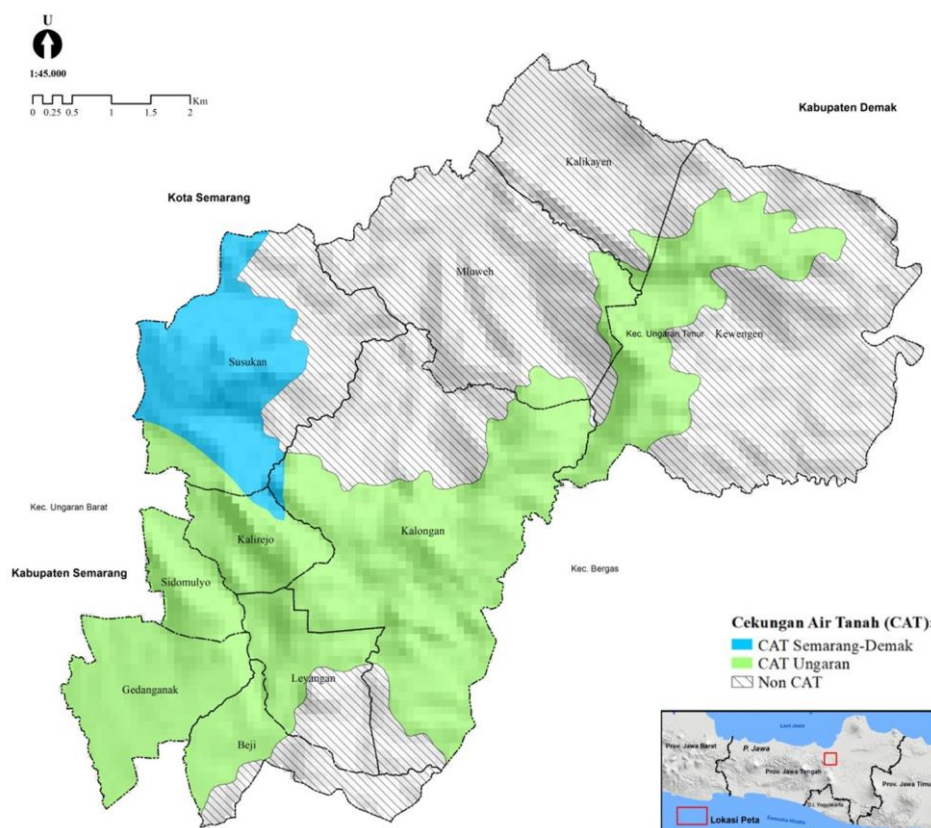 U
1:45.000
0 0.25 0.5 1 1.5 2 Km
Kabupaten Demak
Kota Semarang
Kalikayen
Mluweh
Kec. Ungaran Timur
Kewengen
Susukan
Kec. Ungaran Barat
Kalirejo
Kalongan
Kabupaten Semarang
Sidomulyo
Kec. Bergas
Gedanganak
Leyangan
Beji
Cekungan Air Tanah (CAT):
CAT Semarang-Demak
CAT Ungaran
Non CAT
Laut Jawa
Prov. Jawa Barat
P. Jawa
Prov. Jawa Tengah
Prov. Jawa Timu
D.I. Yogyakarta
Samudra Hindia
Lokasi Peta